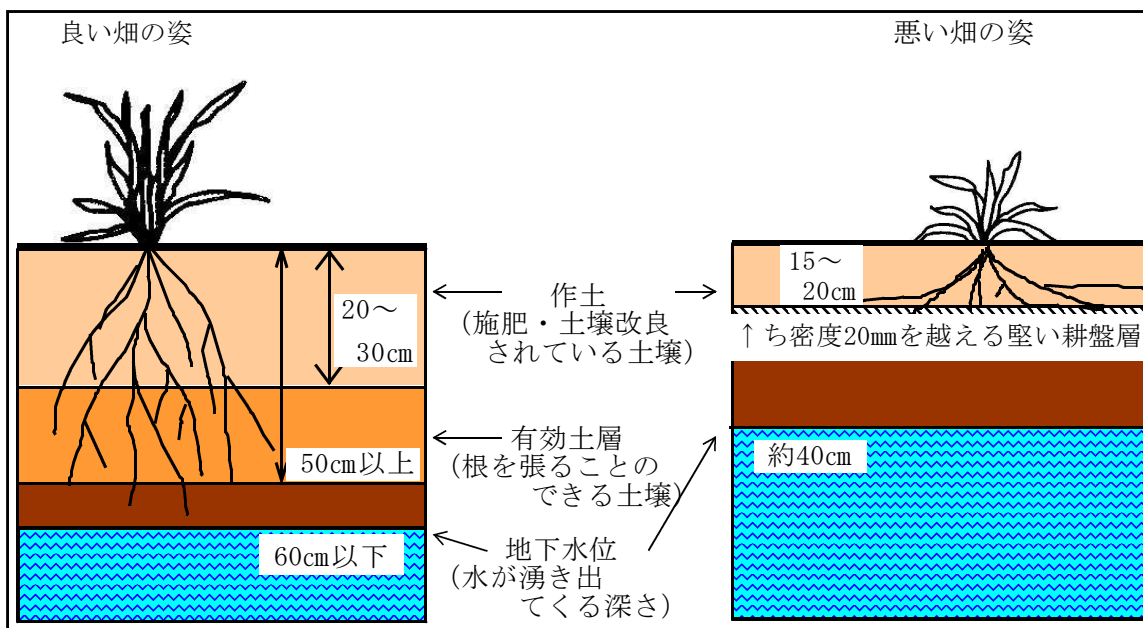 良い畑の姿
悪い畑の姿
20～
30cm
50cm以上
60cm以下
作土
(施肥・土壌改良
されている土壌)
有効土層
(根を張ることの
できる土壌)
地下水位
(水が湧き出
てくる深さ)
15～
20cm
↑ち密度20㎜を越える堅い耕盤層
約40cm